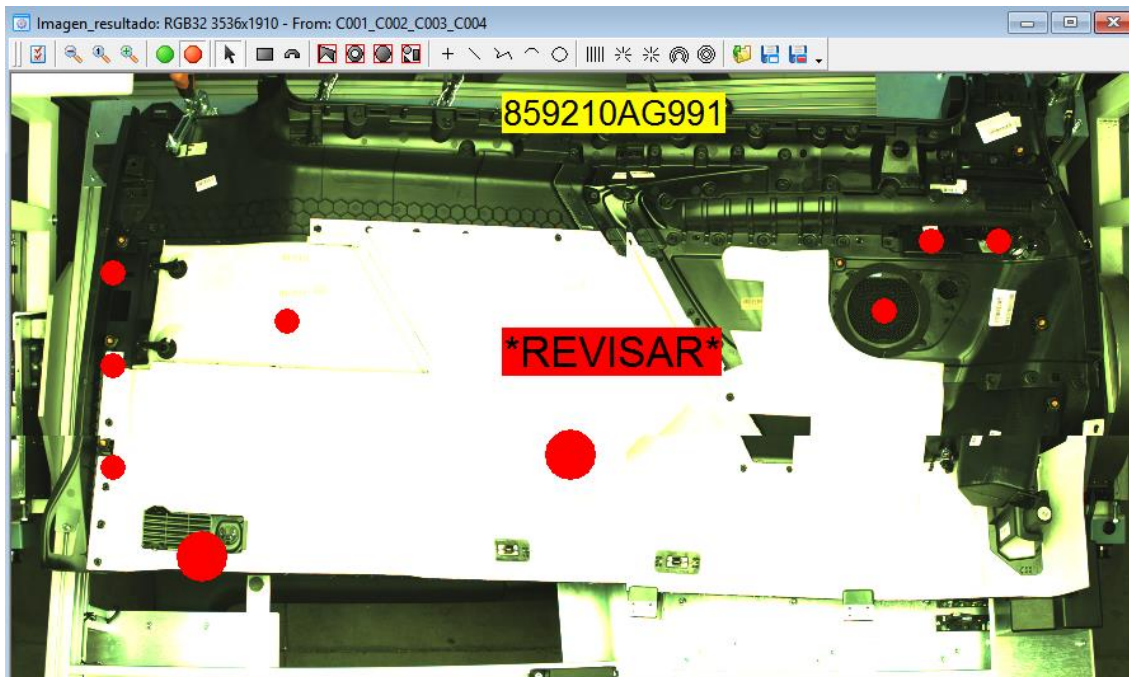 Imagen_resultado: RGB32 3536x1910 - From: C001_C002_C003_C004
859210AG991
*REVISAR*